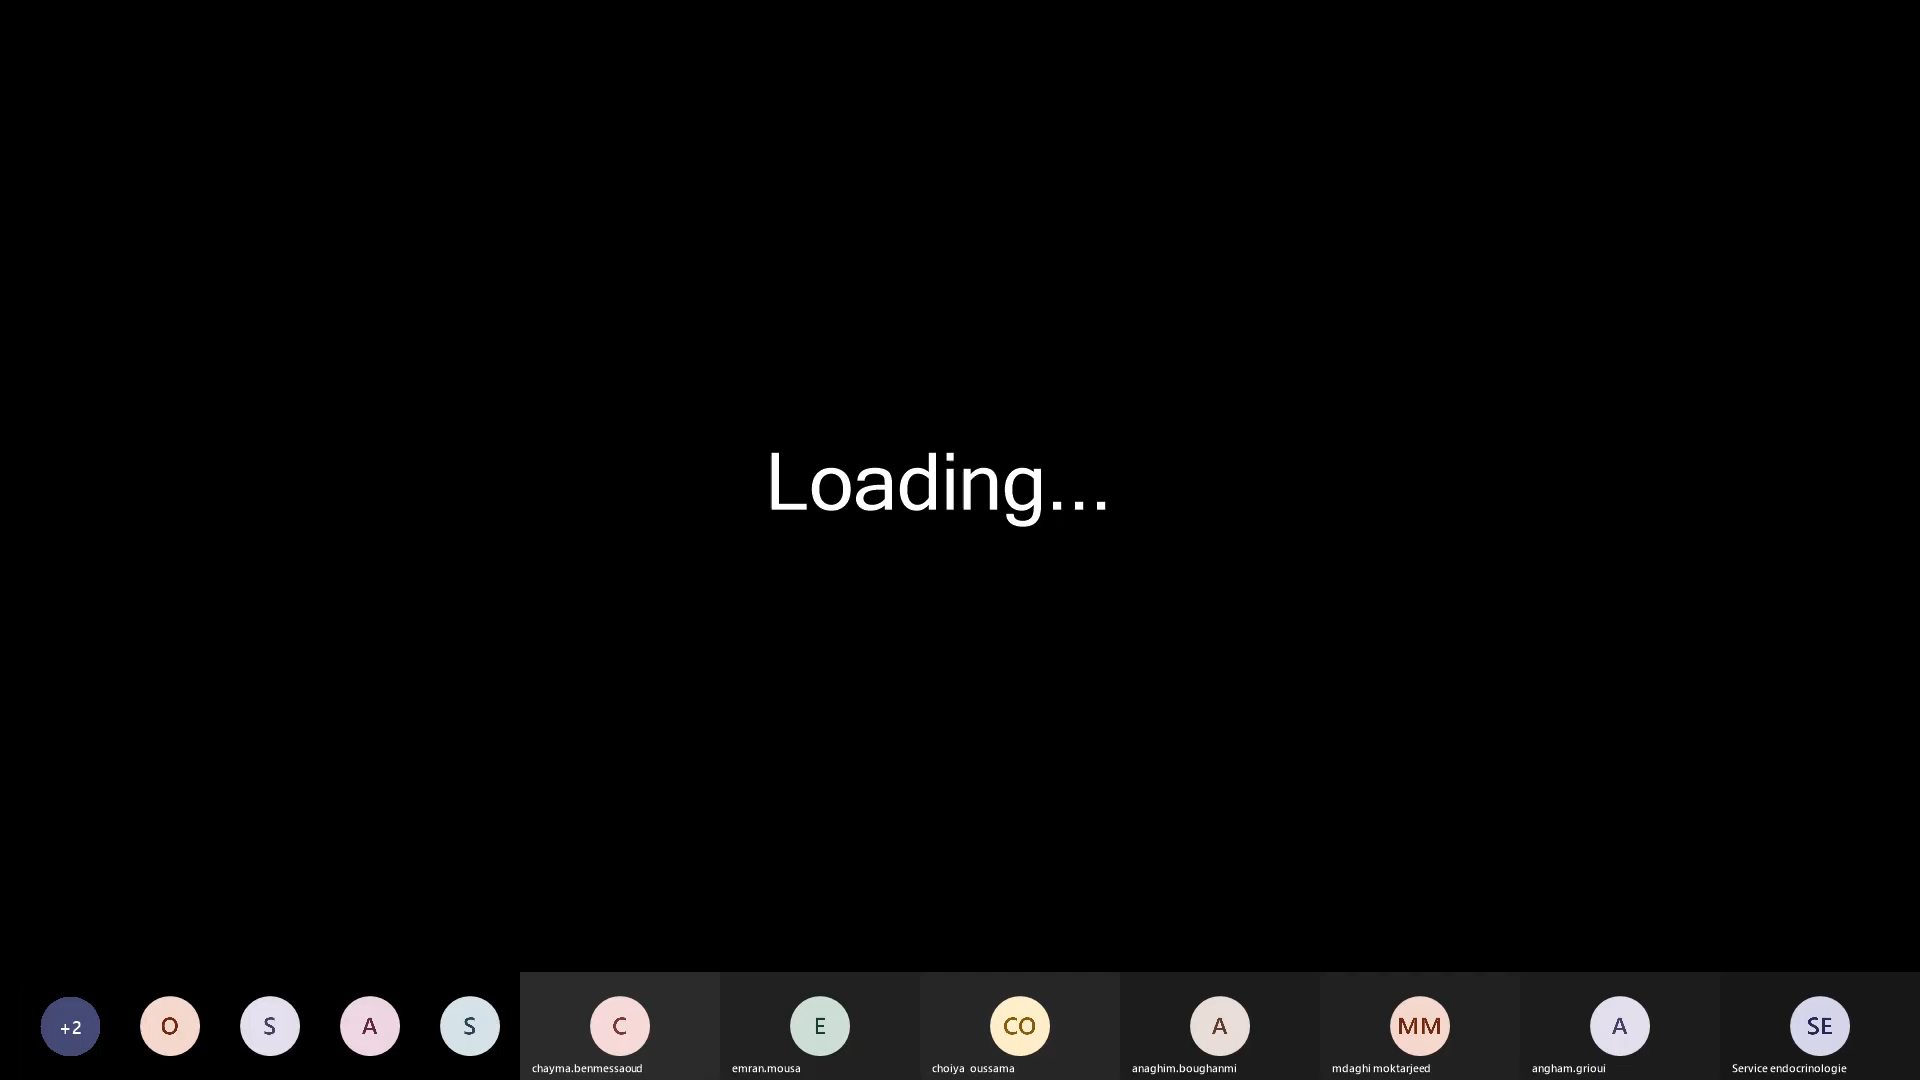 Loading...
+2
O
S
A
S
C
E
CO
A
MM
A
SE
chayma.benmessaoud
emran.mousa
choiya oussama
anaghim.boughanmi
mdaghi moktarjeed
angham.grioui
Service endocrinologie